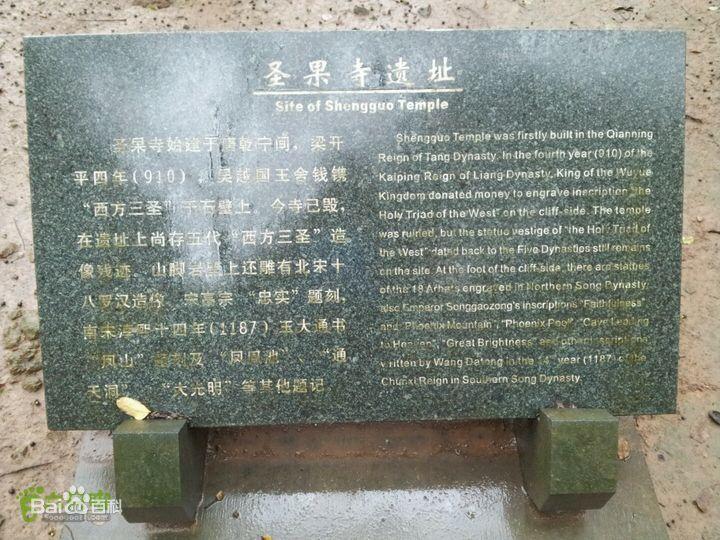 圣果寺遗址
Site of Shengguo Temple
圣果寺始建于唐乾宁间，梁开
平四年（910），吴越国王舍钱镌
“西方三圣”于石壁上。今寺已毁，
在遗址上尚存五代“西方三圣”造
像残迹，山脚岩壁上还雕有北宋十
八罗汉造像、宋高宗“忠实”题刻，
南宋淳熙十四年（1187）王大通书
“凤山”题刻及“凤凰池”、“通
天洞”、“大光明”等其他题记。
Shengguo Temple was firstly built in the Qianning
Reign of Tang Dynasty. In the fourth year (910) of the
Kaiping Reign of Liang Dynasty, King of the Wuyue
Kingdom donated money to engrave inscription "the
Holy Triad of the West" on the cliff-side. The temple
was ruined, but the statue vestige of "the Holy Triad of
the West" dated back to the Five Dynasties still remains
on the site. At the foot of the cliff-side, there are statues
of the 18 Arhats engraved in Northern Song Dynasty,
also Emperor Songgaozong's inscriptions "Faithfulness"
and "Phoenix Mountain", "Phoenix Pool", "Cave Leading
to Heaven", "Great Brightness" and other inscriptions
written by Wang Datong in the 14th year (1187) of the
Chunxi Reign in Southern Song Dynasty.
Baidu百科